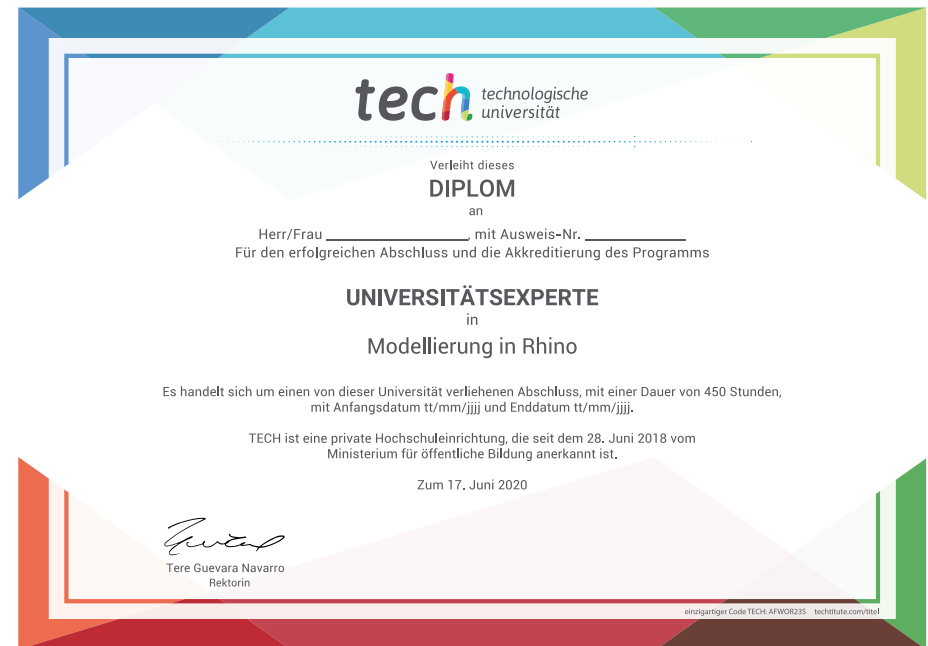 tech technologische
universität
Verleiht dieses
DIPLOM
an
Herr/Frau ______________, mit Ausweis-Nr. __________
Für den erfolgreichen Abschluss und die Akkreditierung des Programms
UNIVERSITÄTSEXPERTE
in
Modellierung in Rhino
Es handelt sich um einen von dieser Universität verliehenen Abschluss, mit einer Dauer von 450 Stunden,
mit Anfangsdatum tt/mm/jjjj und Enddatum tt/mm/jjjj.
TECH ist eine private Hochschuleinrichtung, die seit dem 28. Juni 2018 vom
Ministerium für öffentliche Bildung anerkannt ist.
Zum 17. Juni 2020
Tere Guevara Navarro
Rektorin
einzigartiger Code TECH: AFWOR23S techtitute.com/titel